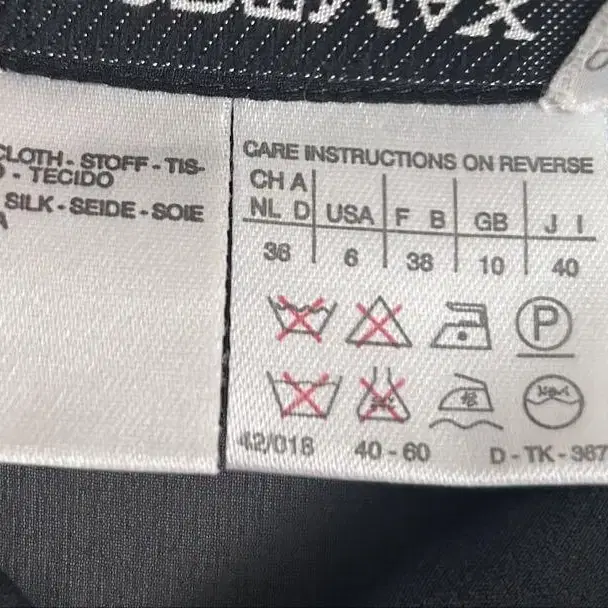 CLOTH - STOFF - TIS-
- TECIDO
SILK - SEIDE - SOIE
A
CARE INSTRUCTIONS ON REVERSE
CH A
NL D USA F B GB J I
36 6 38 10 40
P
42/018 40 - 60 D - TK - 367